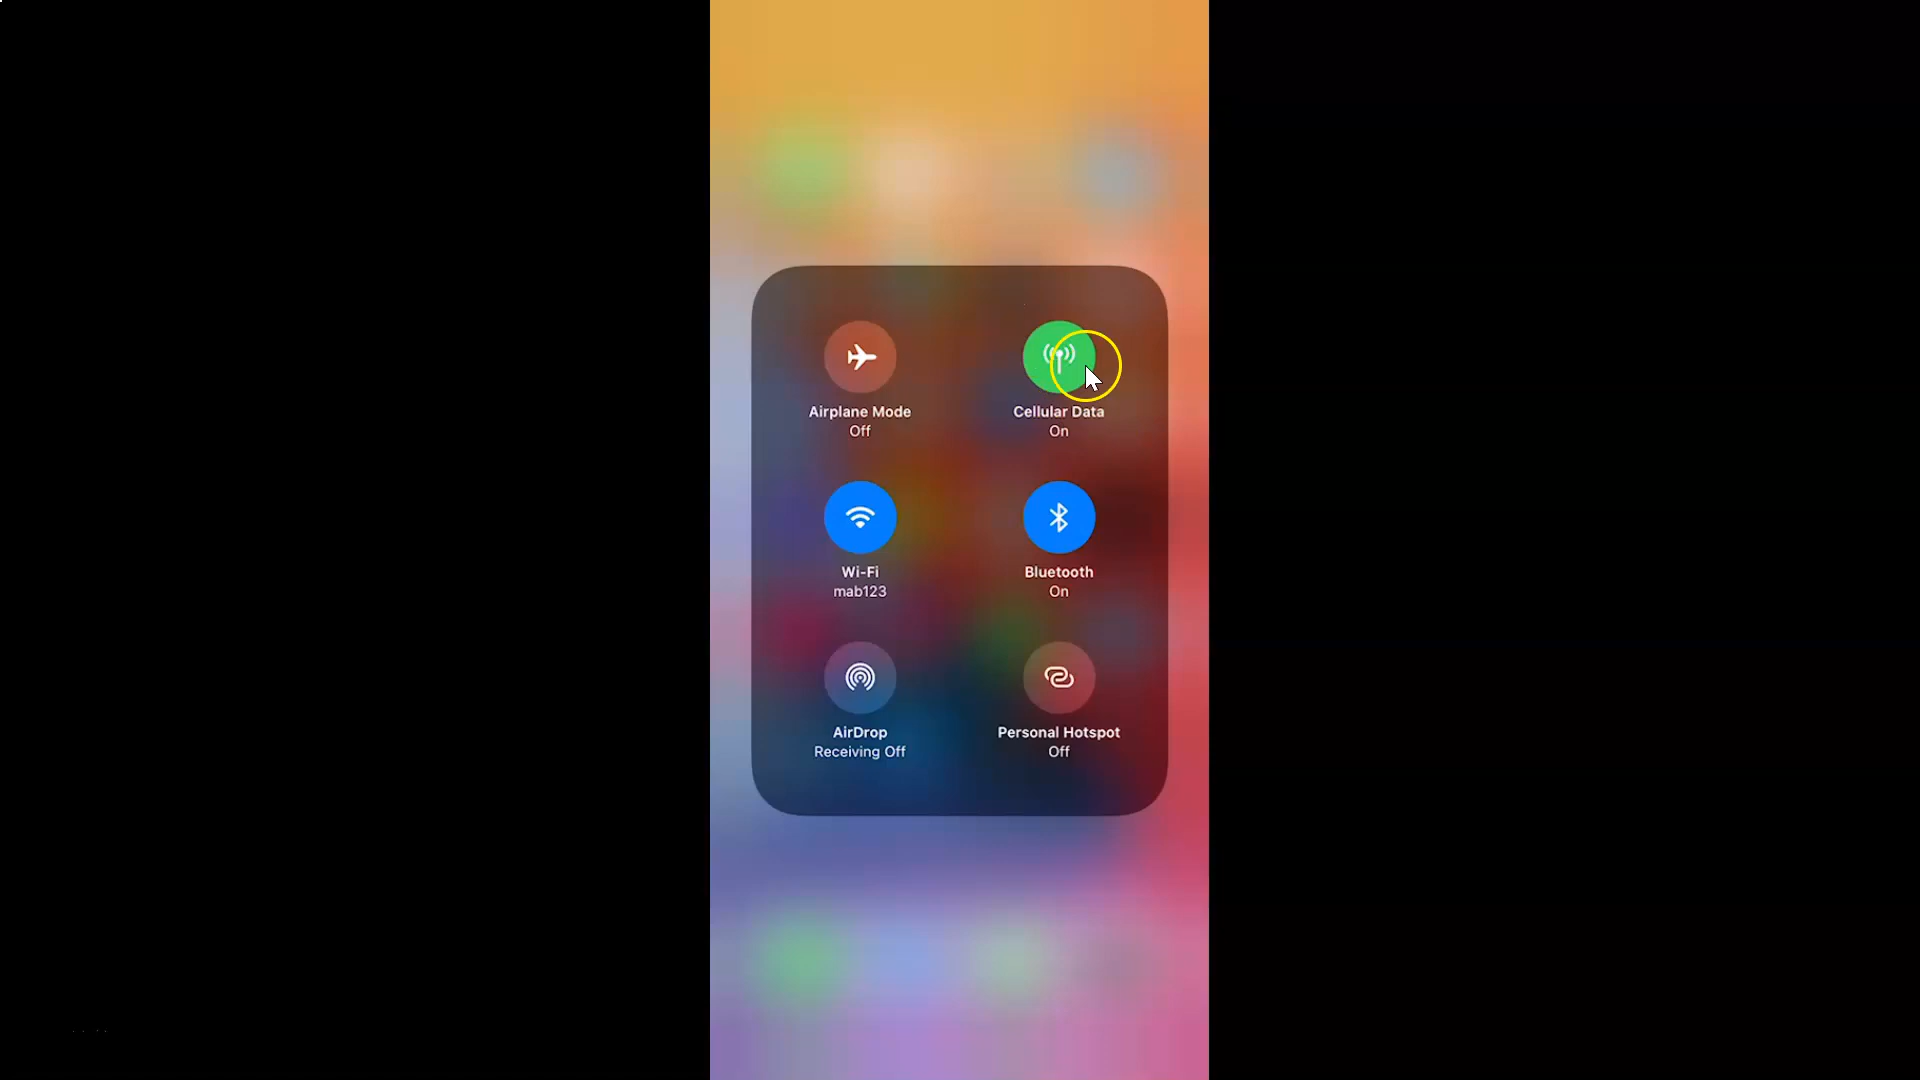 Airplane Mode
Off
Cellular Data
On
Wi-Fi
mab123
Bluetooth
On
AirDrop
Receiving Off
Personal Hotspot
Off